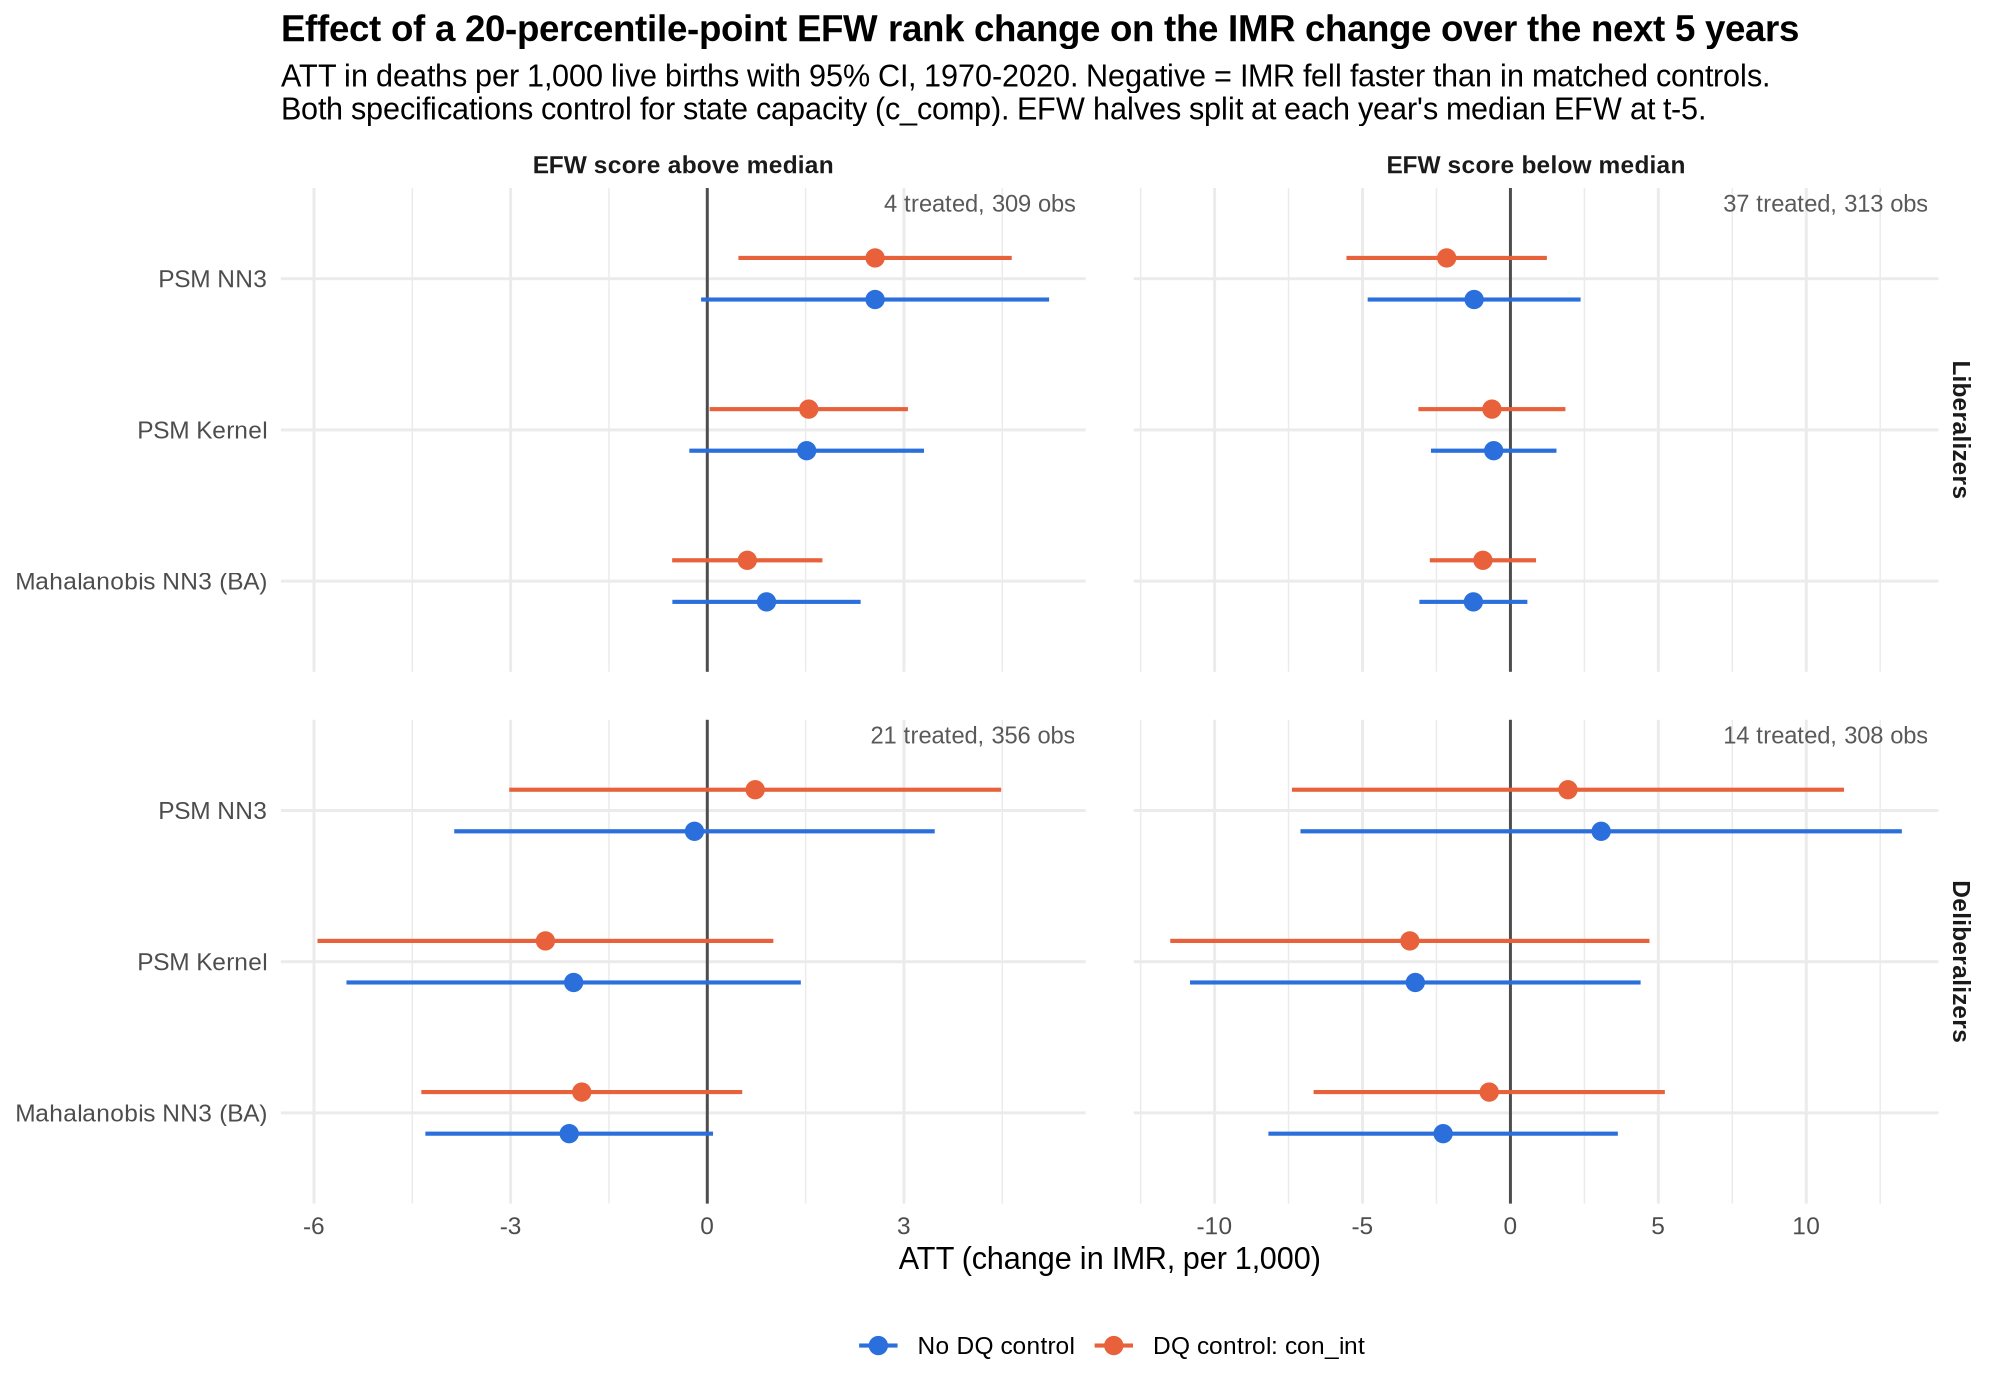 Effect of a 20-percentile-point EFW rank change on the IMR change over the next 5 years
ATT in deaths per 1,000 live births with 95% CI, 1970-2020. Negative = IMR fell faster than in matched controls.
Both specifications control for state capacity (c_comp). EFW halves split at each year's median EFW at t-5.
EFW score above median
EFW score below median
4 treated, 309 obs
37 treated, 313 obs
PSM NN3
PSM Kernel
Mahalanobis NN3 (BA)
Liberalizers
21 treated, 356 obs
14 treated, 308 obs
PSM NN3
PSM Kernel
Mahalanobis NN3 (BA)
Deliberalizers
-6 -3 0 3
-10 -5 0 5 10
ATT (change in IMR, per 1,000)
No DQ control
DQ control: con_int